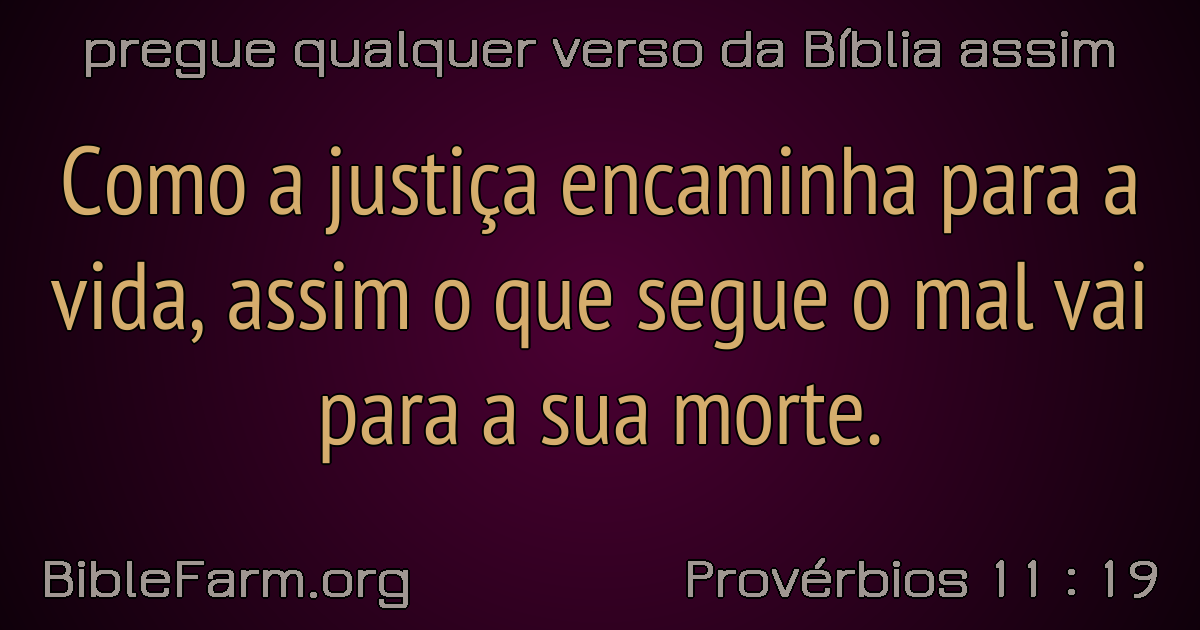 pregue qualquer verso da Bíblia assim
Como a justiça encaminha para a
vida, assim o que segue o mal vai
para a sua morte.
BibleFarm.org
Provérbios 11 : 19